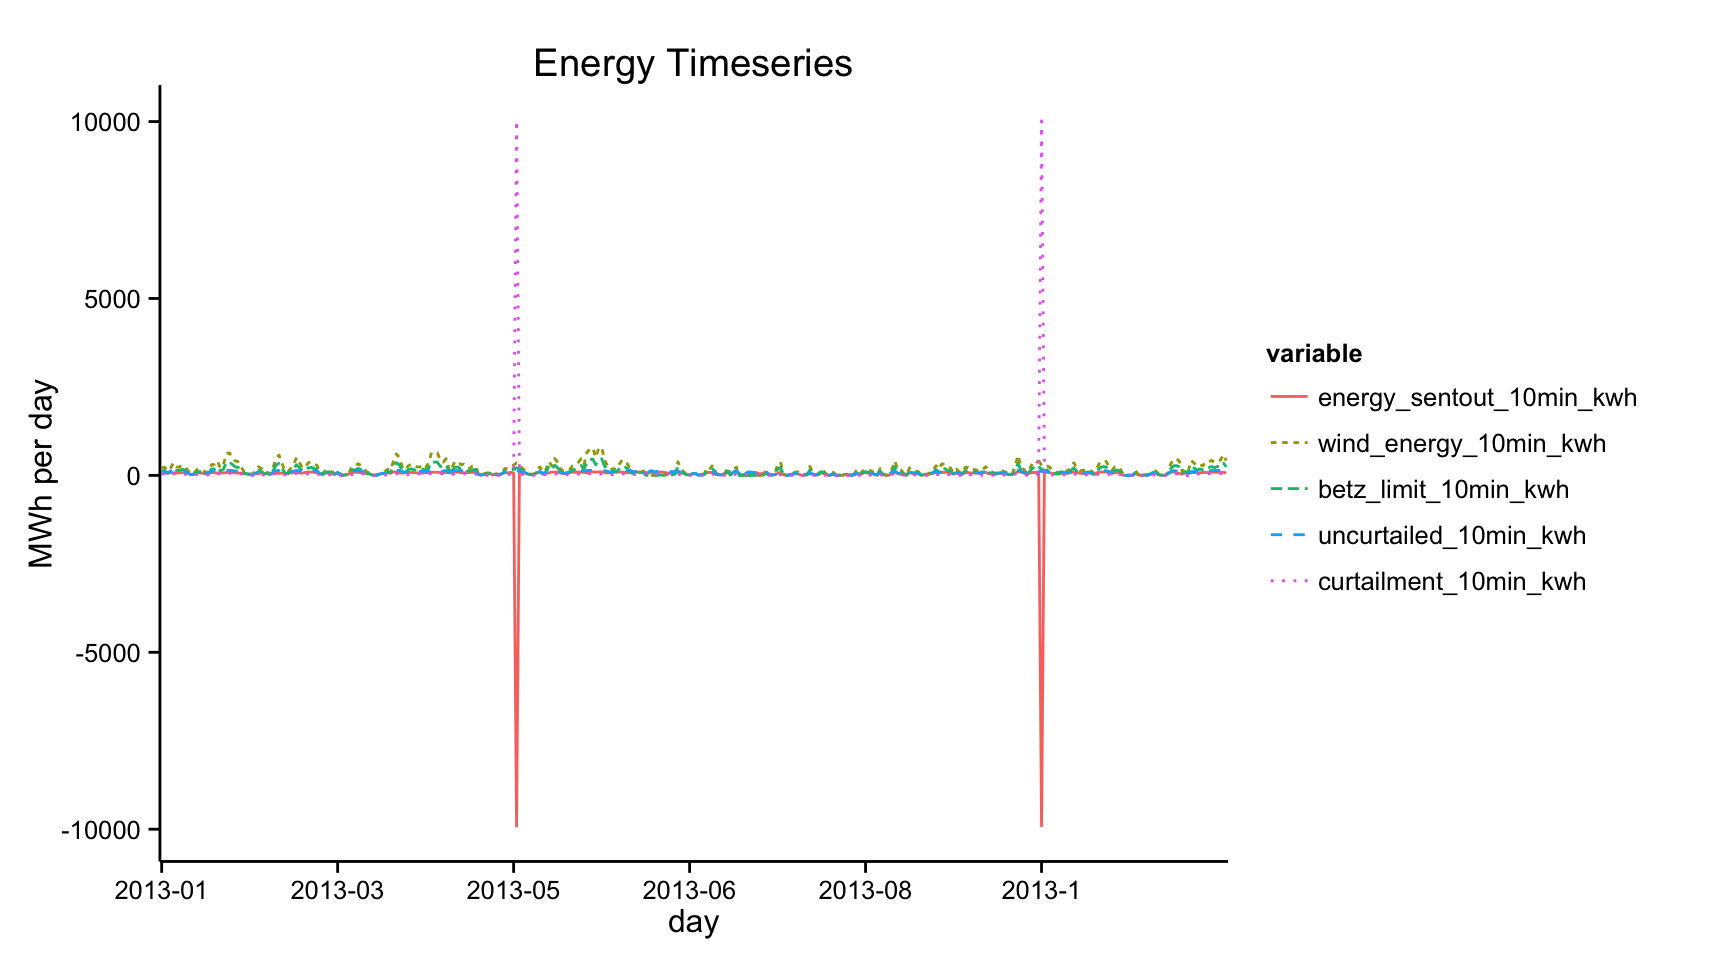 Energy Timeseries
10000
5000
0
-5000
-10000
MWh per day
2013-01 2013-03 2013-05 2013-06 2013-08 2013-1
day
variable
energy_sentout_10min_kwh
wind_energy_10min_kwh
betz_limit_10min_kwh
uncurtailed_10min_kwh
curtailment_10min_kwh